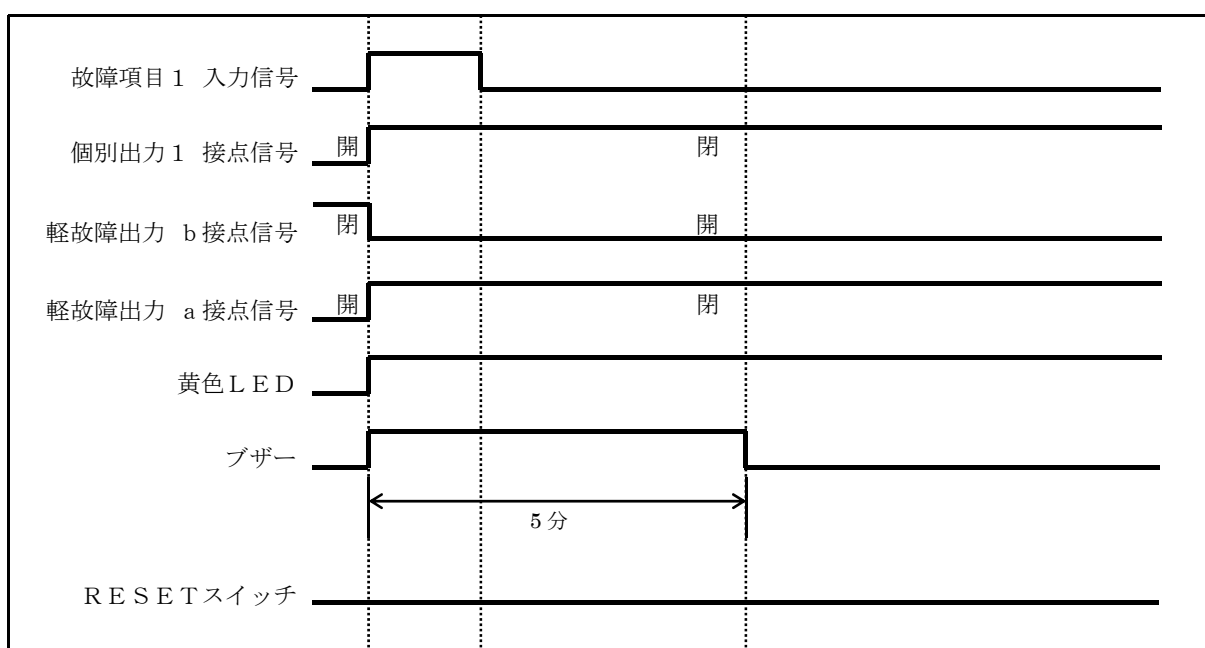 故障項目１ 入力信号
個別出力１ 接点信号 開 閉
軽故障出力 ｂ接点信号 閉 開
軽故障出力 ａ接点信号 開 閉
黄色ＬＥＤ
ブザー
５分
ＲＥＳＥＴスイッチ